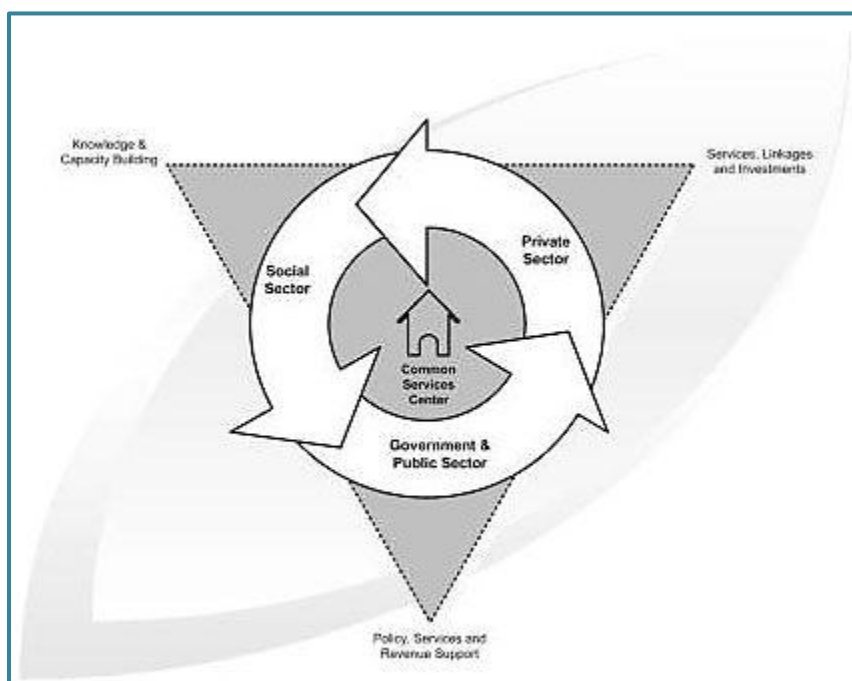 Knowledge &
Capacity Building
Services, Linkages
and Investments
Private
Sector
Social
Sector
Common
Services
Center
Government &
Public Sector
Policy, Services and
Revenue Support